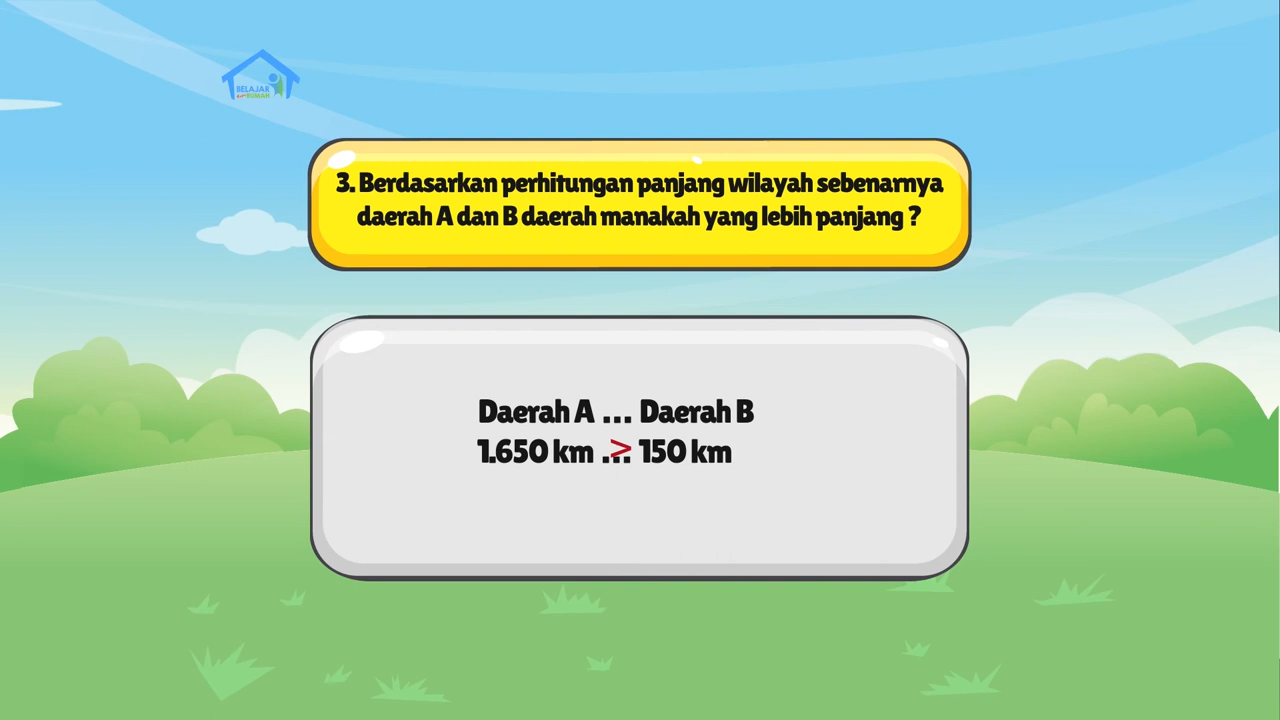 BELAJAR
dari RUMAH
3. Berdasarkan perhitungan panjang wilayah sebenarnya
daerah A dan B daerah manakah yang lebih panjang ?
Daerah A ... Daerah B
1.650 km ... > 150 km